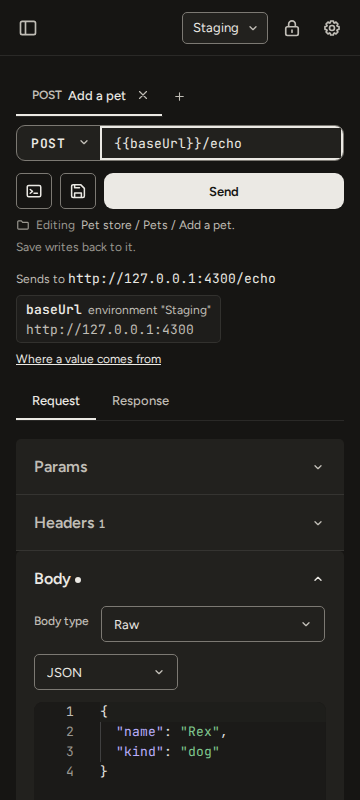 Staging
POST Add a pet
POST {{baseUrl}}/echo
Send
Editing Pet store / Pets / Add a pet.
Save writes back to it.
Sends to http://127.0.0.1:4300/echo
baseUrl environment "Staging"
http://127.0.0.1:4300
Where a value comes from
Request Response
Params
Headers 1
Body
Body type Raw
JSON
1 {
2 "name": "Rex",
3 "kind": "dog"
4 }